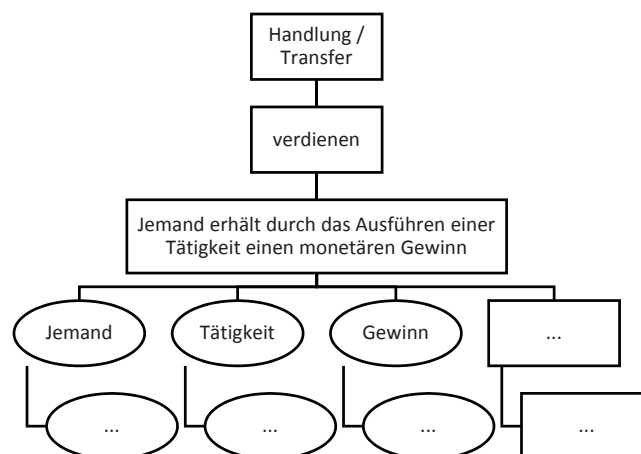 Handlung /
Transfer
verdienen
Jemand erhält durch das Ausführen einer
Tätigkeit einen monetären Gewinn
Jemand
Tätigkeit
Gewinn
...
...
...
...
...